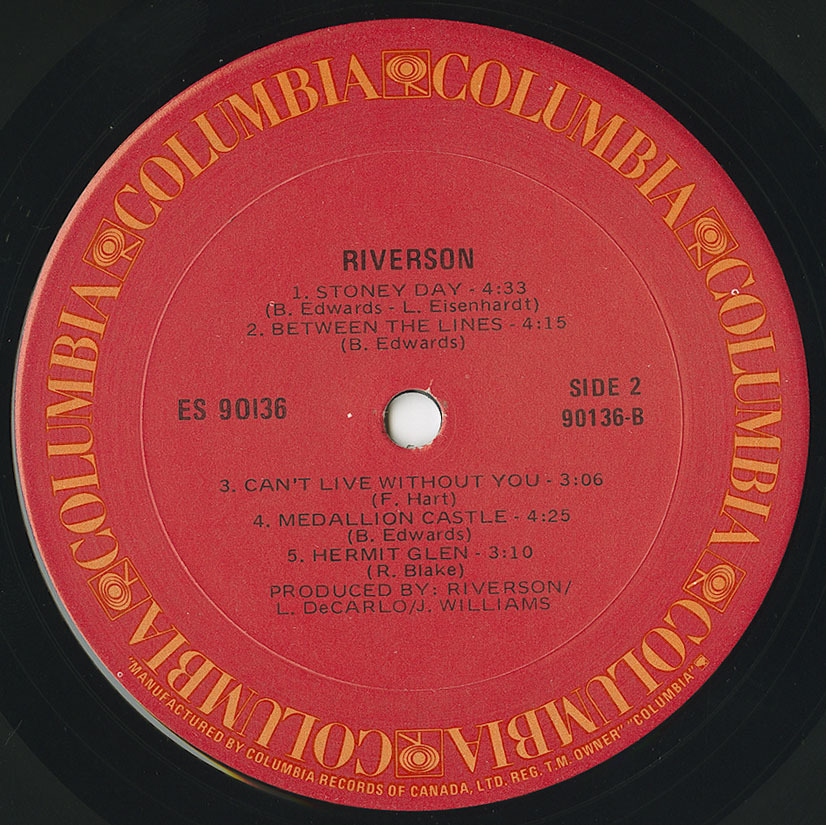 COLUMBIA COLUMBIA COLUMBIA COLUMBIA COLUMBIA COLUMBIA
RIVERSON
1. STONEY DAY - 4:33
(B. Edwards - L. Eisenhardt)
2. BETWEEN THE LINES - 4:15
(B. Edwards)
ES 90136
SIDE 2
90136-B
3. CAN'T LIVE WITHOUT YOU - 3:06
(F. Hart)
4. MEDALLION CASTLE - 4:25
(B. Edwards)
5. HERMIT GLEN - 3:10
(R. Blake)
PRODUCED BY: RIVERSON/
L. DeCARLO/J. WILLIAMS
"MANUFACTURED BY COLUMBIA RECORDS OF CANADA, LTD. REG. T.M. OWNER" "COLUMBIA"